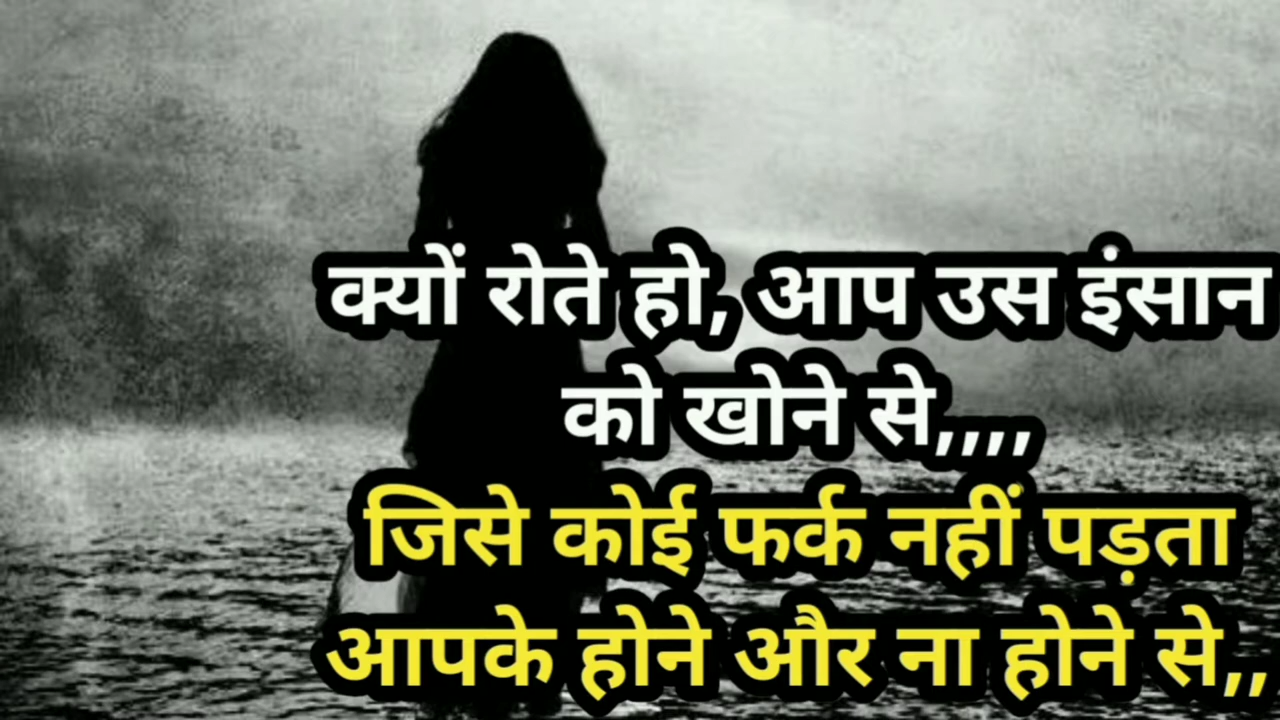 क्यों रोते हो, आप उस इंसान
को खोने से,,,,
जिसे कोई फर्क नहीं पड़ता
आपके होने और ना होने से,,